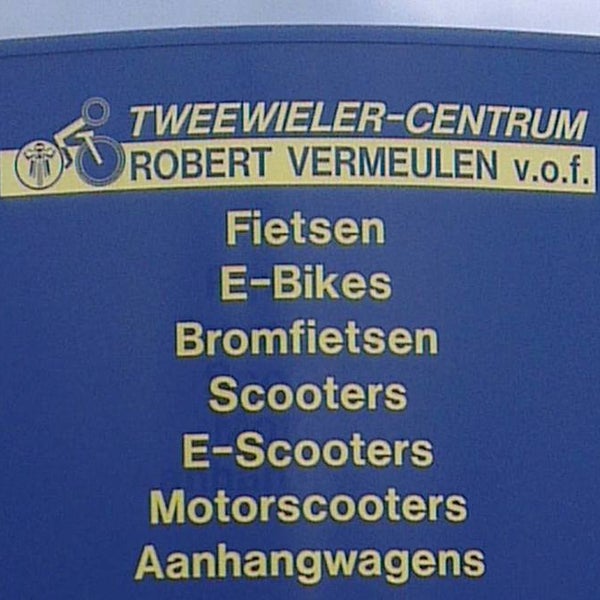 TWEEWIELER-CENTRUM
ROBERT VERMEULEN v.o.f.
Fietsen
E-Bikes
Bromfietsen
Scooters
E-Scooters
Motorscooters
Aanhangwagens